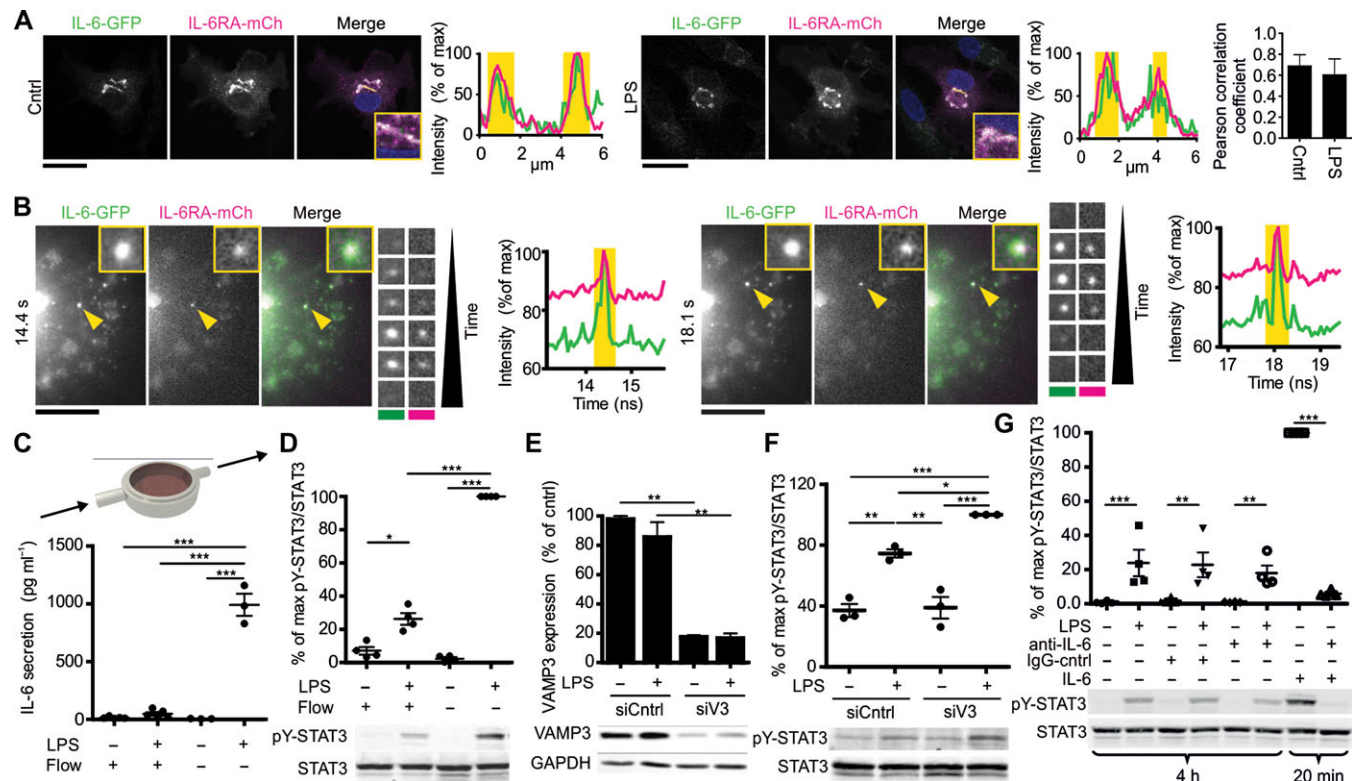 A
IL-6-GFP IL-6RA-mCh Merge
Cntrl
Intensity (% of max)
100
50
0
0 2 4 6
µm
IL-6-GFP IL-6RA-mCh Merge
LPS
Intensity (% of max)
100
50
0
0 2 4 6
µm
Pearson correlation
coefficient
1.0
0.8
0.6
0.4
0.2
0.0
Cntrl
LPS
B
IL-6-GFP IL-6RA-mCh Merge
14.4 s
Time
Intensity (%of max)
100
80
60
14 15
Time (ns)
IL-6-GFP IL-6RA-mCh Merge
18.1 s
Time
Intensity (%of max)
100
80
60
17 18 19
Time (ns)
C
IL-6 secretion (pg ml⁻¹)
1500
1000
500
0
***
***
***
LPS – + – +
Flow + + – –
D
% of max pY-STAT3/STAT3
100
80
60
40
20
0
***
***
*
LPS – + – +
Flow + + – –
pY-STAT3
STAT3
E
VAMP3 expression (% of cntrl)
100
80
60
40
20
0
**
**
LPS – + – +
siCntrl siV3
VAMP3
GAPDH
F
% of max pY-STAT3/STAT3
120
80
40
0
***
*
***
** **
LPS – + – +
siCntrl siV3
pY-STAT3
STAT3
G
% of max pY-STAT3/STAT3
100
80
60
40
20
0
***
*** ** **
LPS – + – + – + – –
anti-IL-6 – – – – + + – +
IgG-cntrl – – + + – – – –
IL-6 – – – – – – + +
pY-STAT3
STAT3
4 h 20 min